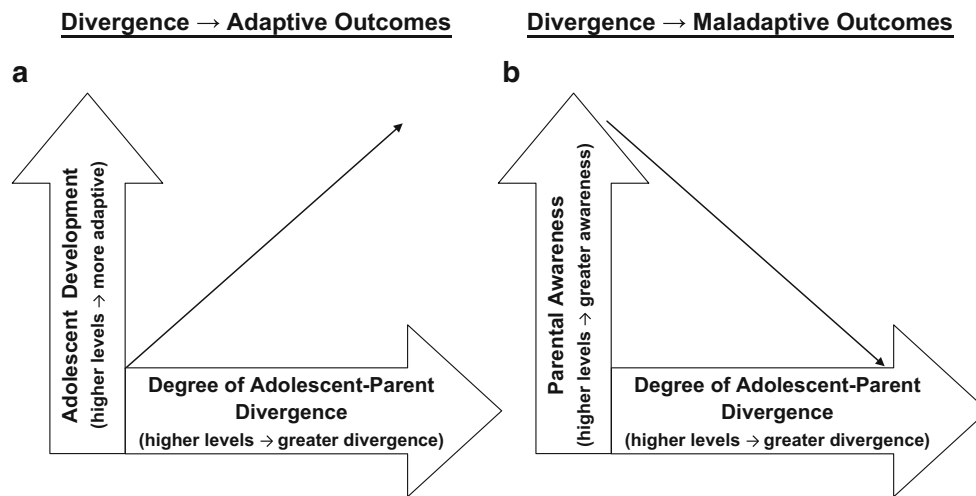 Divergence → Adaptive Outcomes
a
Adolescent Development
(higher levels → more adaptive)
Degree of Adolescent-Parent
Divergence
(higher levels → greater divergence)
Divergence → Maladaptive Outcomes
b
Parental Awareness
(higher levels → greater awareness)
Degree of Adolescent-Parent
Divergence
(higher levels → greater divergence)